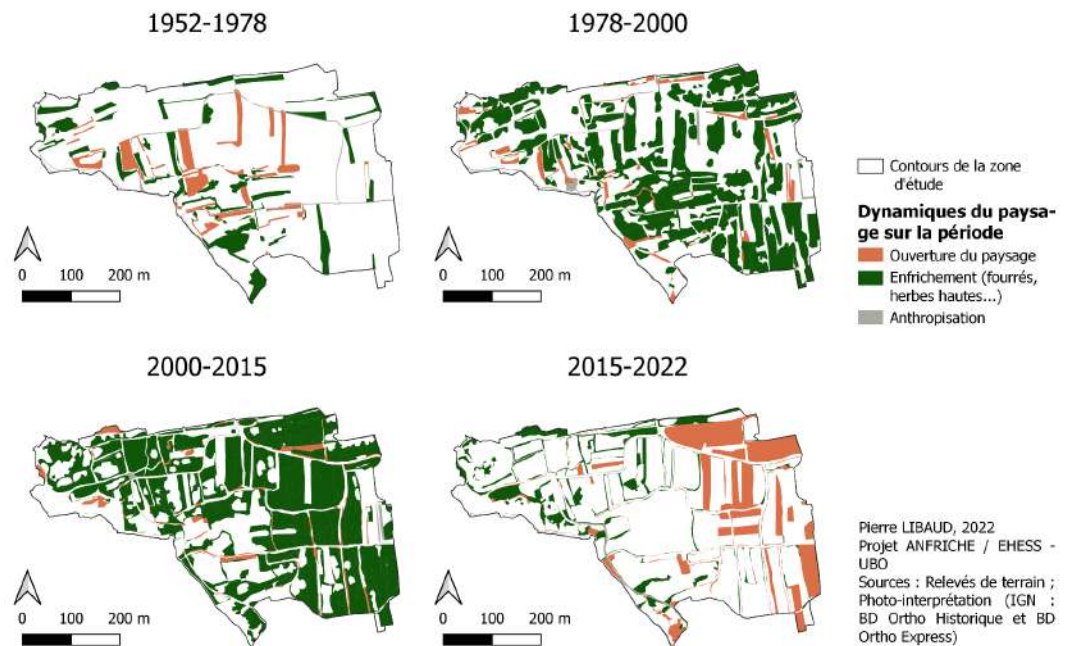 1952-1978
1978-2000
0 100 200 m
0 100 200 m
Contours de la zone
d'étude
Dynamiques du paysa-
ge sur la période
Ouverture du paysage
Enfrichement (fourrés,
herbes hautes...)
Anthropisation
2000-2015
2015-2022
0 100 200 m
0 100 200 m
Pierre LIBAUD, 2022
Projet ANFRICHE / EHESS -
UBO
Sources : Relevés de terrain ;
Photo-interprétation (IGN :
BD Ortho Historique et BD
Ortho Express)